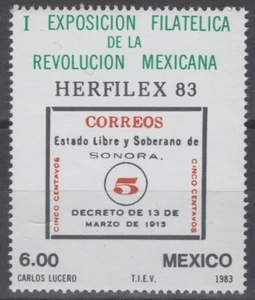 I EXPOSICION FILATELICA
DE LA
REVOLUCION MEXICANA
HERFILEX 83
CORREOS
Estado Libre y Soberano de
SONORA.
CINCO CENTAVOS
5
CINCO CENTAVOS
DECRETO DE 13 DE
MARZO DE 1913
6.00 MEXICO
CARLOS LUCERO T.I.E.V. 1983